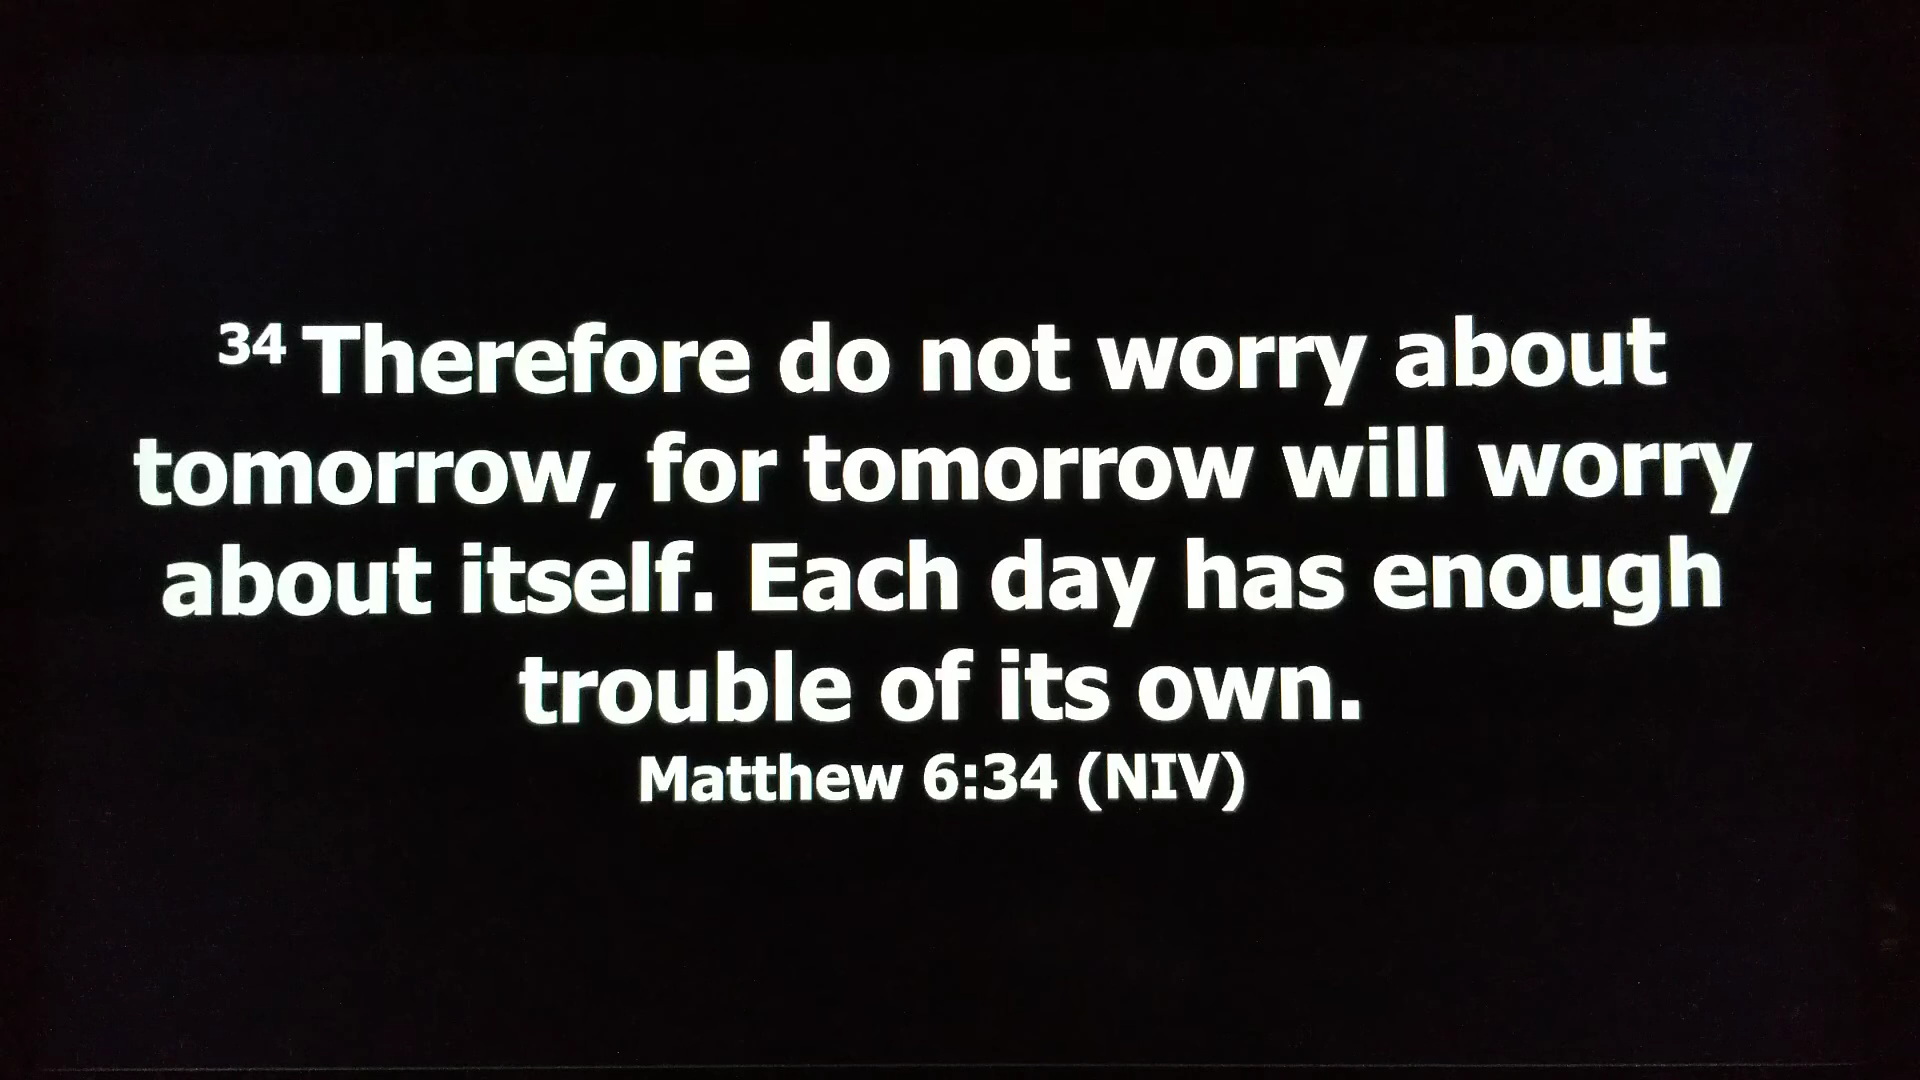 34 Therefore do not worry about
tomorrow, for tomorrow will worry
about itself. Each day has enough
trouble of its own.
Matthew 6:34 (NIV)